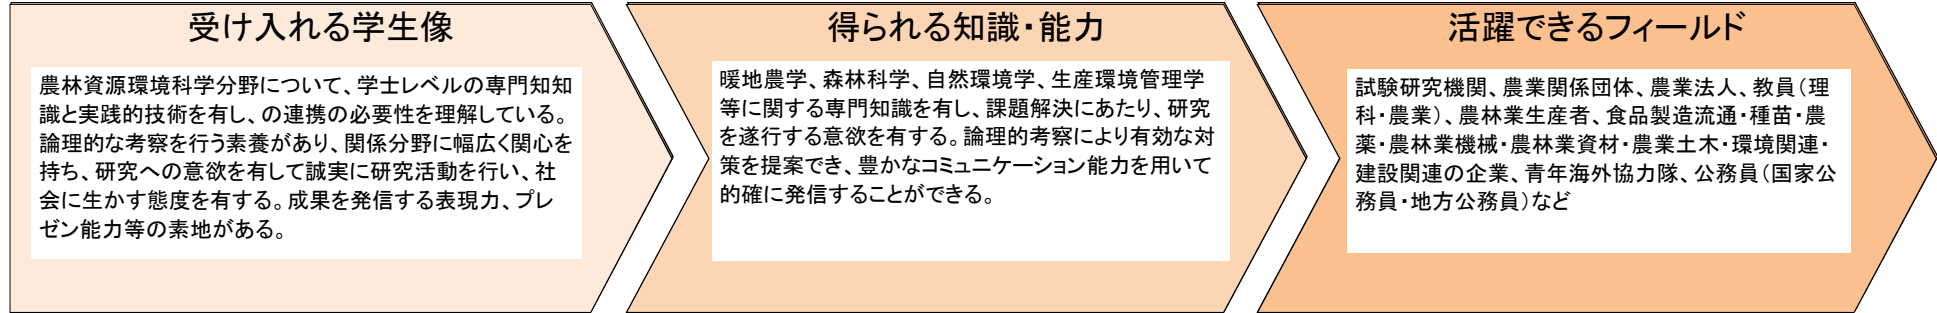 受け入れる学生像
農林資源環境科学分野について、学士レベルの専門知知
識と実践的技術を有し、の連携の必要性を理解している。
論理的な考察を行う素養があり、関係分野に幅広く関心を
持ち、研究への意欲を有して誠実に研究活動を行い、社
会に生かす態度を有する。成果を発信する表現力、プレ
ゼン能力等の素地がある。
得られる知識・能力
暖地農学、森林科学、自然環境学、生産環境管理学
等に関する専門知識を有し、課題解決にあたり、研究
を遂行する意欲を有する。論理的考察により有効な対
策を提案でき、豊かなコミュニケーション能力を用いて
的確に発信することができる。
活躍できるフィールド
試験研究機関、農業関係団体、農業法人、教員（理
科・農業）、農林業生産者、食品製造流通・種苗・農
薬・農林業機械・農林業資材・農業土木・環境関連・
建設関連の企業、青年海外協力隊、公務員（国家公
務員・地方公務員）など